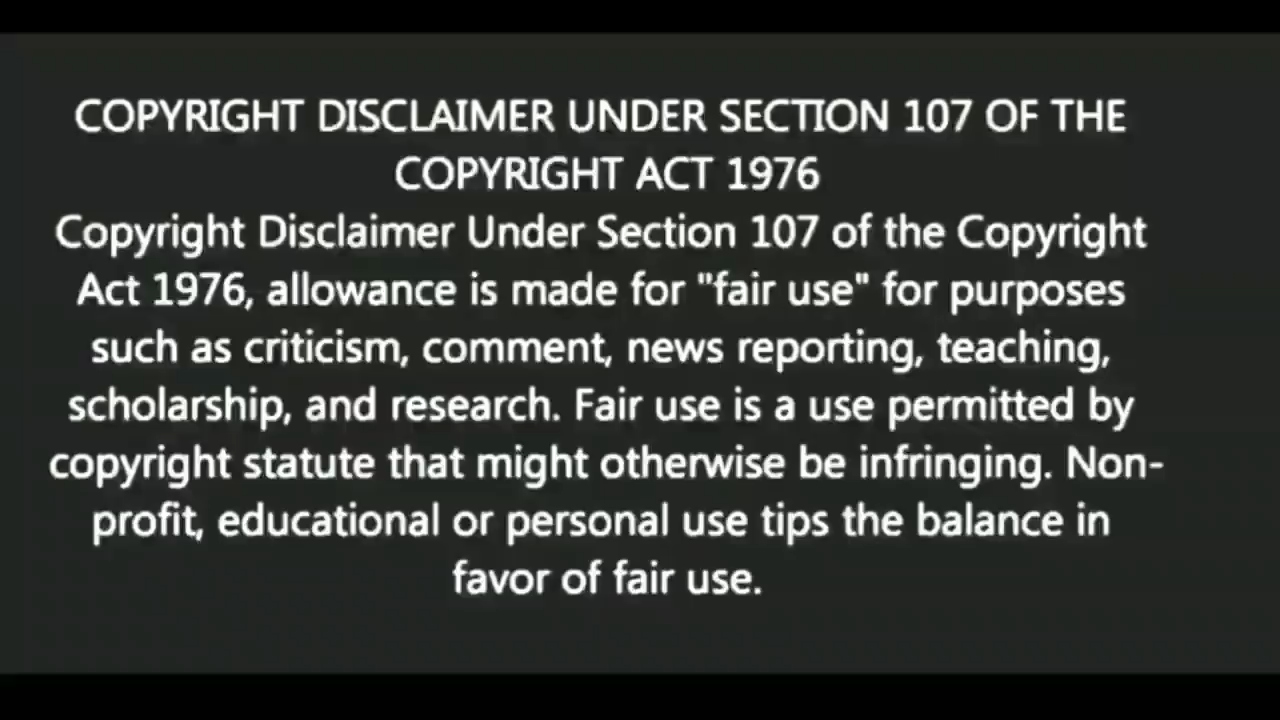 COPYRIGHT DISCLAIMER UNDER SECTION 107 OF THE
COPYRIGHT ACT 1976
Copyright Disclaimer Under Section 107 of the Copyright
Act 1976, allowance is made for "fair use" for purposes
such as criticism, comment, news reporting, teaching,
scholarship, and research. Fair use is a use permitted by
copyright statute that might otherwise be infringing. Non-
profit, educational or personal use tips the balance in
favor of fair use.